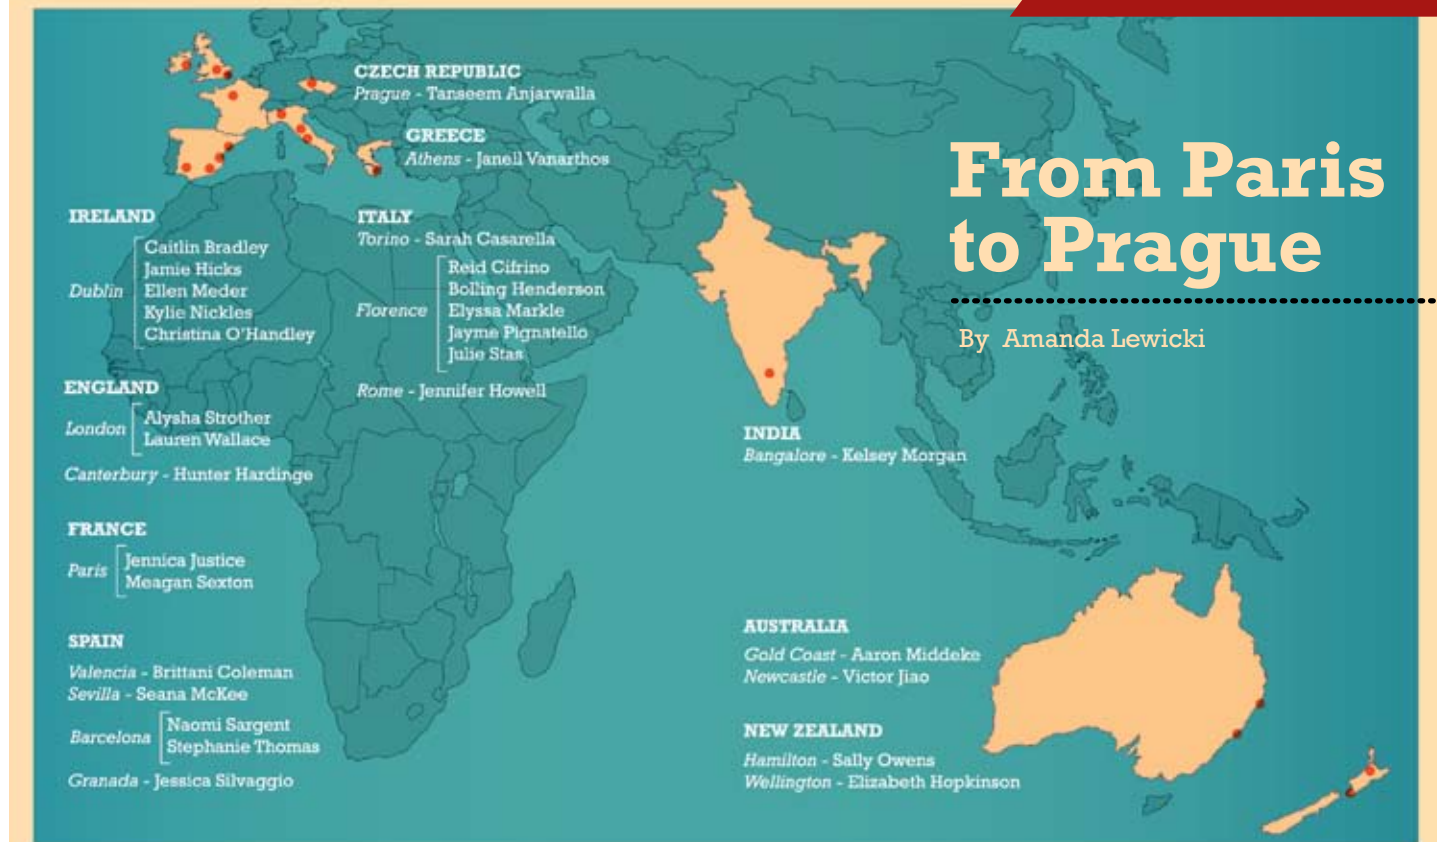 From Paris
to Prague
By Amanda Lewicki
CZECH REPUBLIC
Prague - Tanseem Anjarwalla
GREECE
Athens - Janell Vanarthos
IRELAND
Dublin
Caitlin Bradley
Jamie Hicks
Ellen Meder
Kylie Nickles
Christina O'Handley
ENGLAND
London
Alysha Strother
Lauren Wallace
Canterbury - Hunter Hardinge
FRANCE
Paris
Jennica Justice
Meagan Sexton
SPAIN
Valencia - Brittani Coleman
Sevilla - Seana McKee
Barcelona
Naomi Sargent
Stephanie Thomas
Granada - Jessica Silvaggio
ITALY
Torino - Sarah Casarella
Florence
Reid Cifrino
Bolling Henderson
Elyssa Markle
Jayme Pignatello
Julie Stas
Rome - Jennifer Howell
INDIA
Bangalore - Kelsey Morgan
AUSTRALIA
Gold Coast - Aaron Middeke
Newcastle - Victor Jiao
NEW ZEALAND
Hamilton - Sally Owens
Wellington - Elizabeth Hopkinson